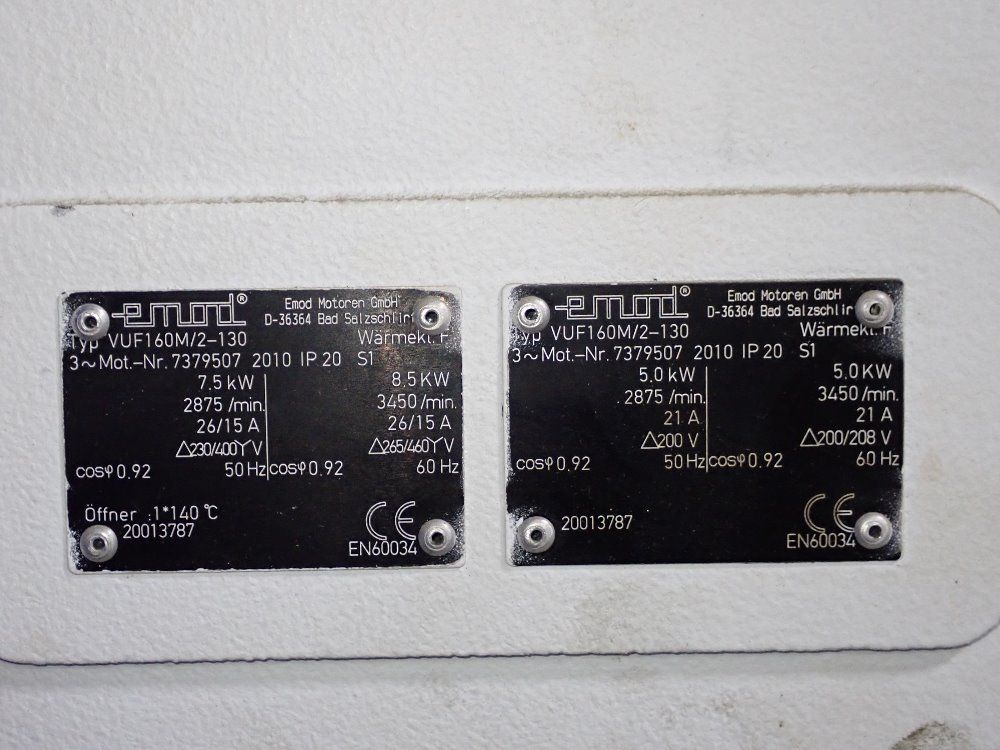 emod®
Emod Motoren GmbH
D-36364 Bad Salzschlirf
Typ VUF160M/2-130 Wärmekl. F
3~Mot.-Nr. 7379507 2010 IP 20 S1
7.5 kW 8.5 KW
2875 /min. 3450 /min.
26/15 A 26/15 A
△230/400Y V △265/460Y V
cosφ 0.92 50 Hz cosφ 0.92 60 Hz
Öffner :1*140 °C
20013787
CE
EN60034
emod®
Emod Motoren GmbH
D-36364 Bad Salzschlirf
Typ VUF160M/2-130 Wärmekl. F
3~Mot.-Nr. 7379507 2010 IP 20 S1
5.0 kW 5.0 KW
2875 /min. 3450 /min.
21 A 21 A
△200 V △200/208 V
cosφ 0.92 50 Hz cosφ 0.92 60 Hz
20013787
CE
EN60034